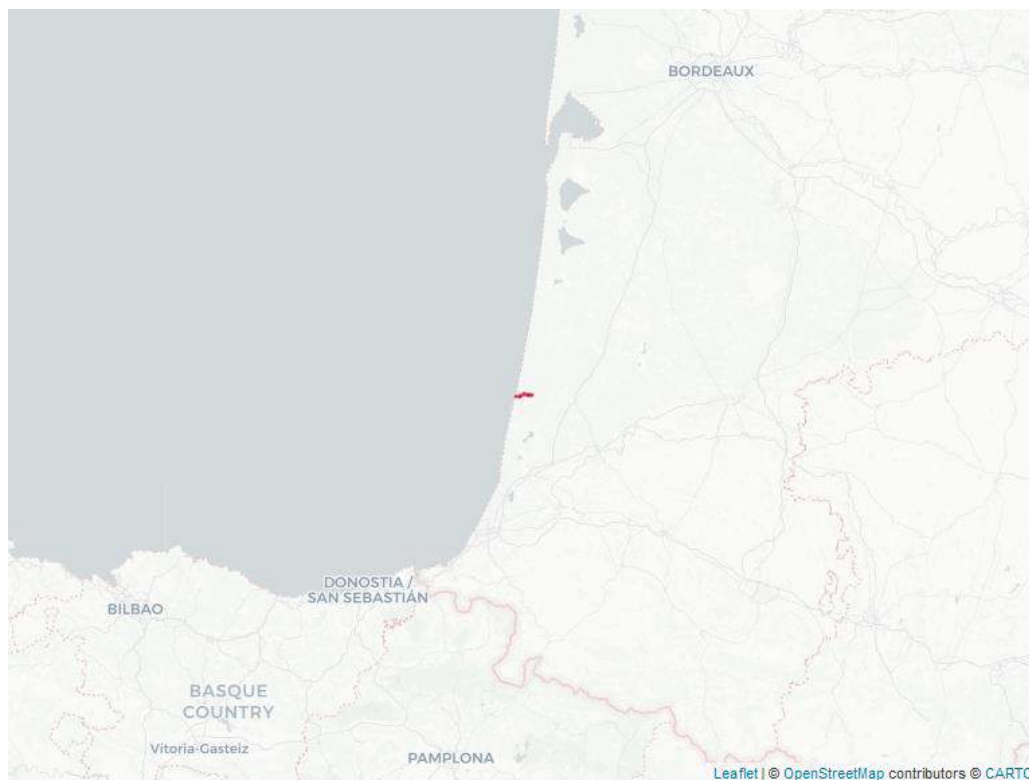 BORDEAUX
DONOSTIA /
SAN SEBASTIÁN
BILBAO
BASQUE
COUNTRY
Vitoria-Gasteiz
PAMPLONA
Leaflet | © OpenStreetMap contributors © CARTO